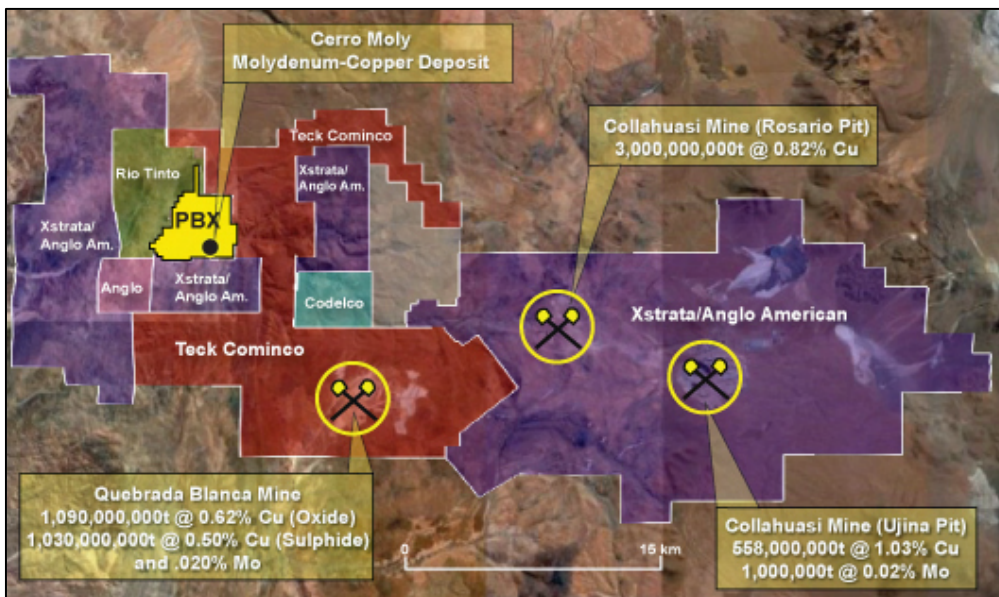 Cerro Moly
Molydenum-Copper Deposit
Teck Cominco
Collahuasi Mine (Rosario Pit)
3,000,000,000t @ 0.82% Cu
Rio Tinto
Xstrata/
Anglo Am.
PBX
Xstrata/
Anglo Am.
Anglo
Xstrata/
Anglo Am.
Codelco
Xstrata/Anglo American
Teck Cominco
Quebrada Blanca Mine
1,090,000,000t @ 0.62% Cu (Oxide)
1,030,000,000t @ 0.50% Cu (Sulphide)
and .020% Mo
0
15 km
Collahuasi Mine (Ujina Pit)
558,000,000t @ 1.03% Cu
1,000,000t @ 0.02% Mo